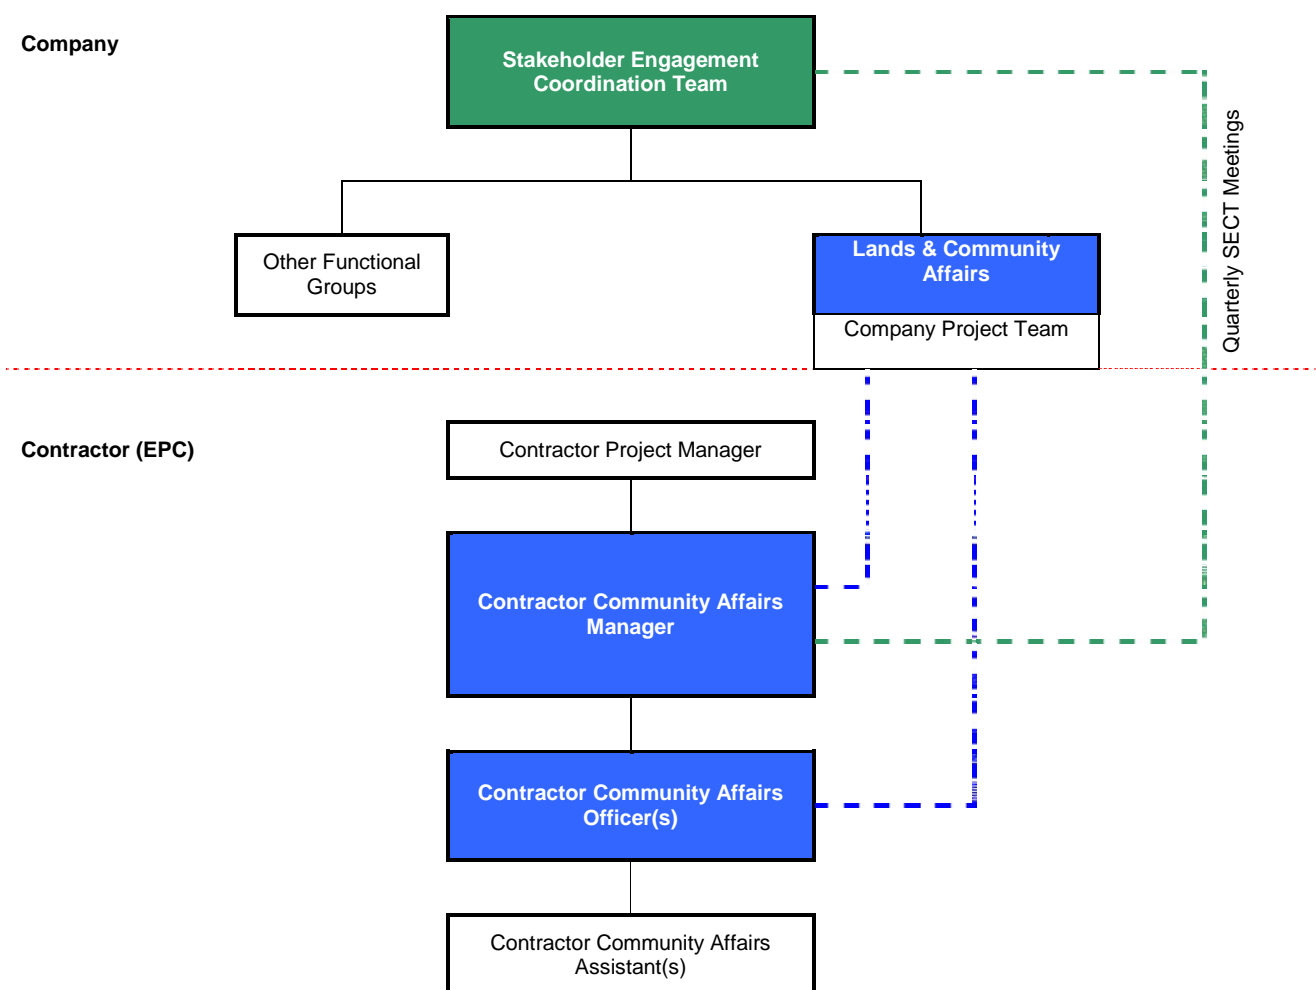 Company
Stakeholder Engagement
Coordination Team
Quarterly SECT Meetings
Other Functional
Groups
Lands & Community
Affairs
Company Project Team
Contractor (EPC)
Contractor Project Manager
Contractor Community Affairs
Manager
Contractor Community Affairs
Officer(s)
Contractor Community Affairs
Assistant(s)